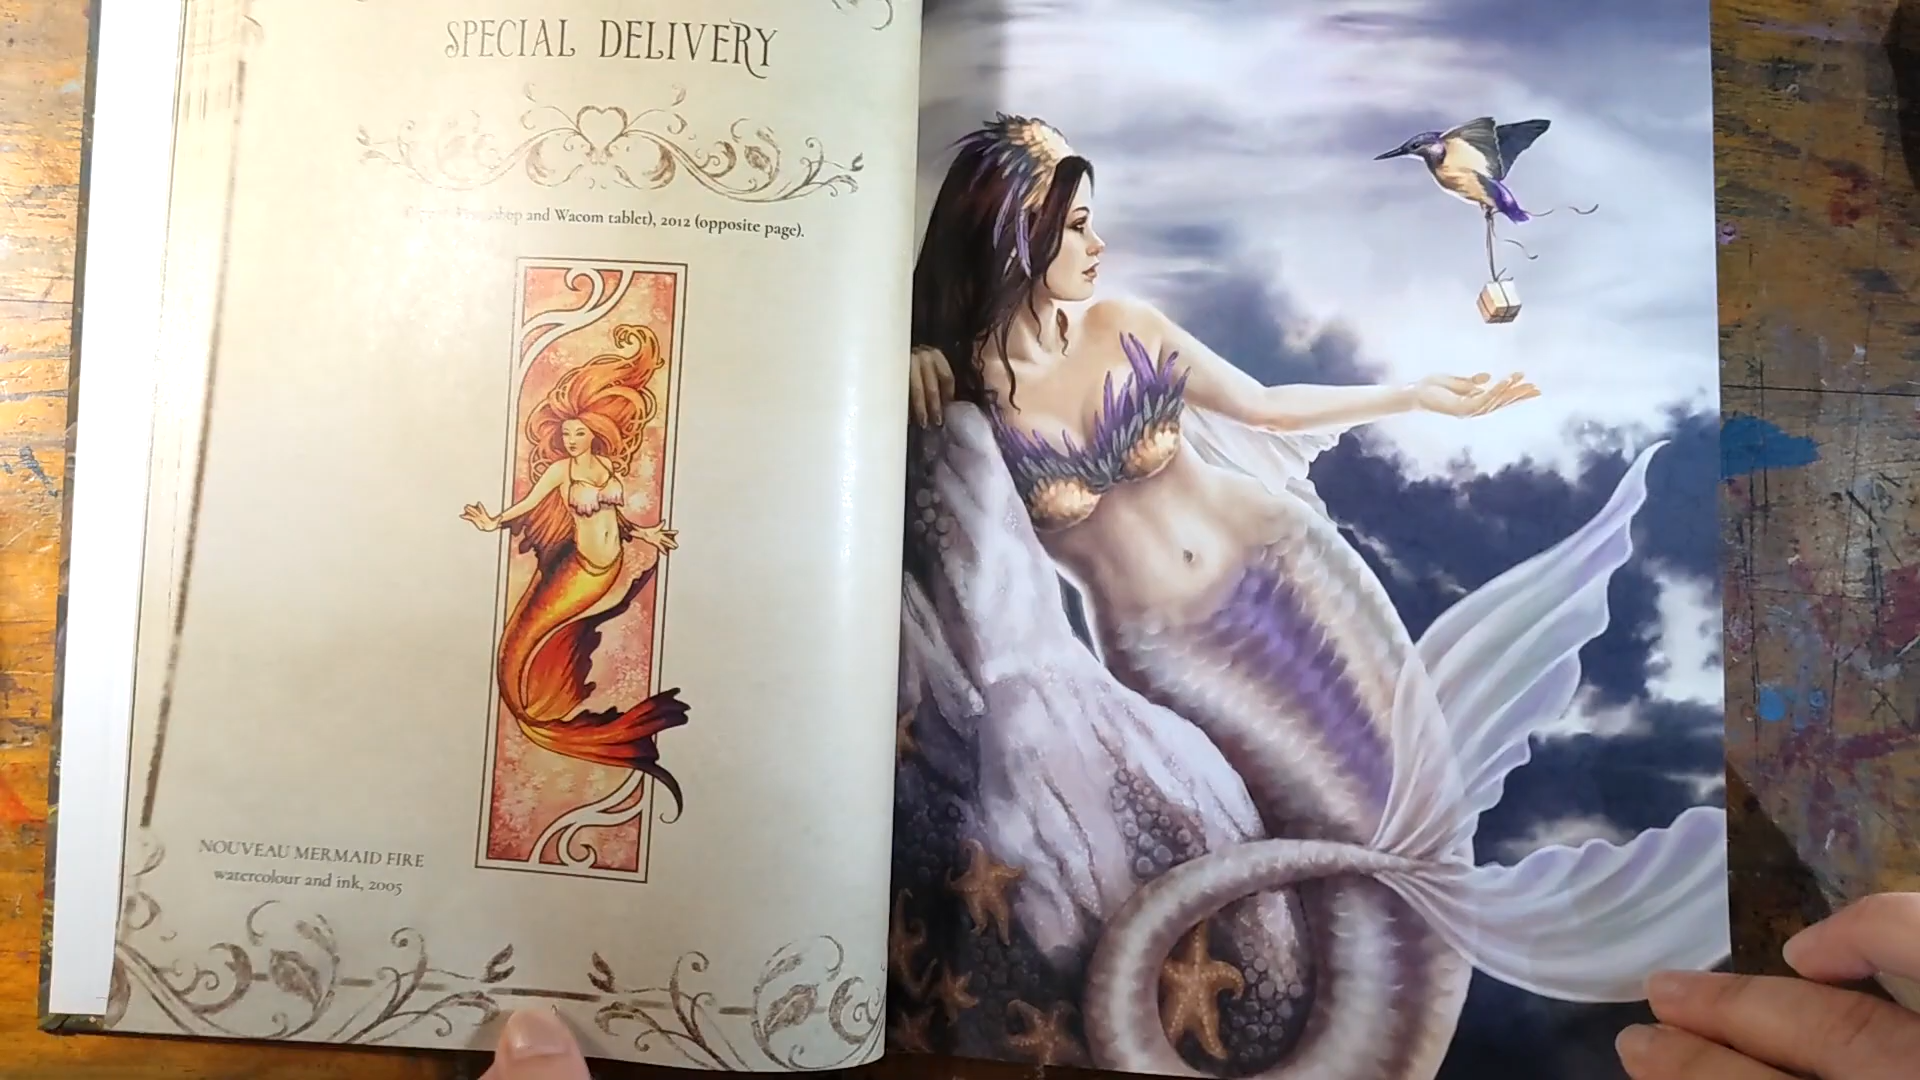 SPECIAL DELIVERY
and Wacom tablet), 2012 (opposite page).
NOUVEAU MERMAID FIRE
watercolour and ink, 2005